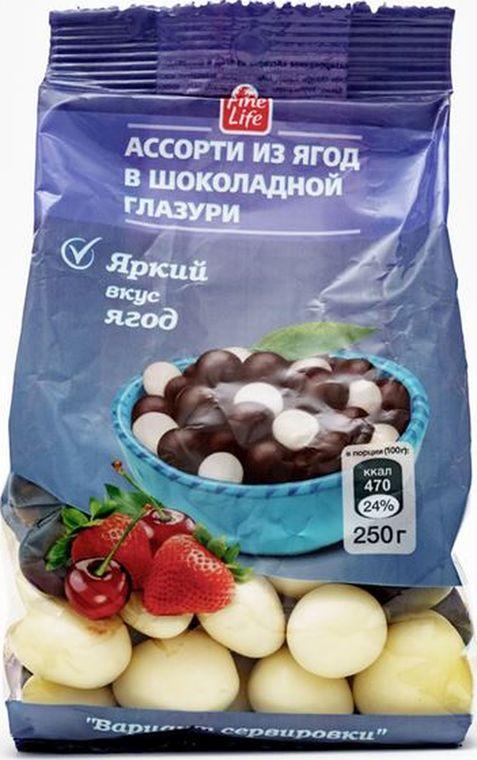 Fine
Life
АССОРТИ ИЗ ЯГОД
В ШОКОЛАДНОЙ
ГЛАЗУРИ
Яркий
вкус
ягод
в порции (100г):
ккал
470
24%
250г
"Вариант сервировки"